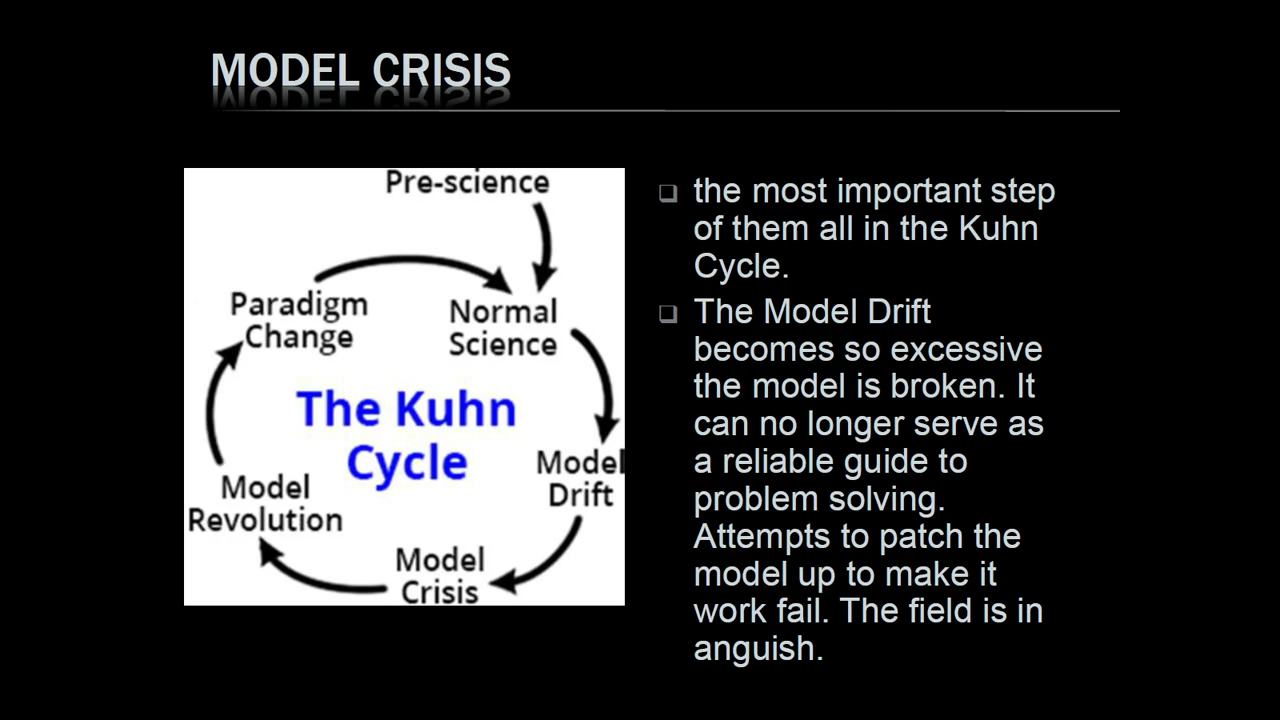 MODEL CRISIS
Pre-science
Paradigm
Change
Normal
Science
The Kuhn
Cycle
Model
Drift
Model
Revolution
Model
Crisis
the most important step
of them all in the Kuhn
Cycle.
The Model Drift
becomes so excessive
the model is broken. It
can no longer serve as
a reliable guide to
problem solving.
Attempts to patch the
model up to make it
work fail. The field is in
anguish.